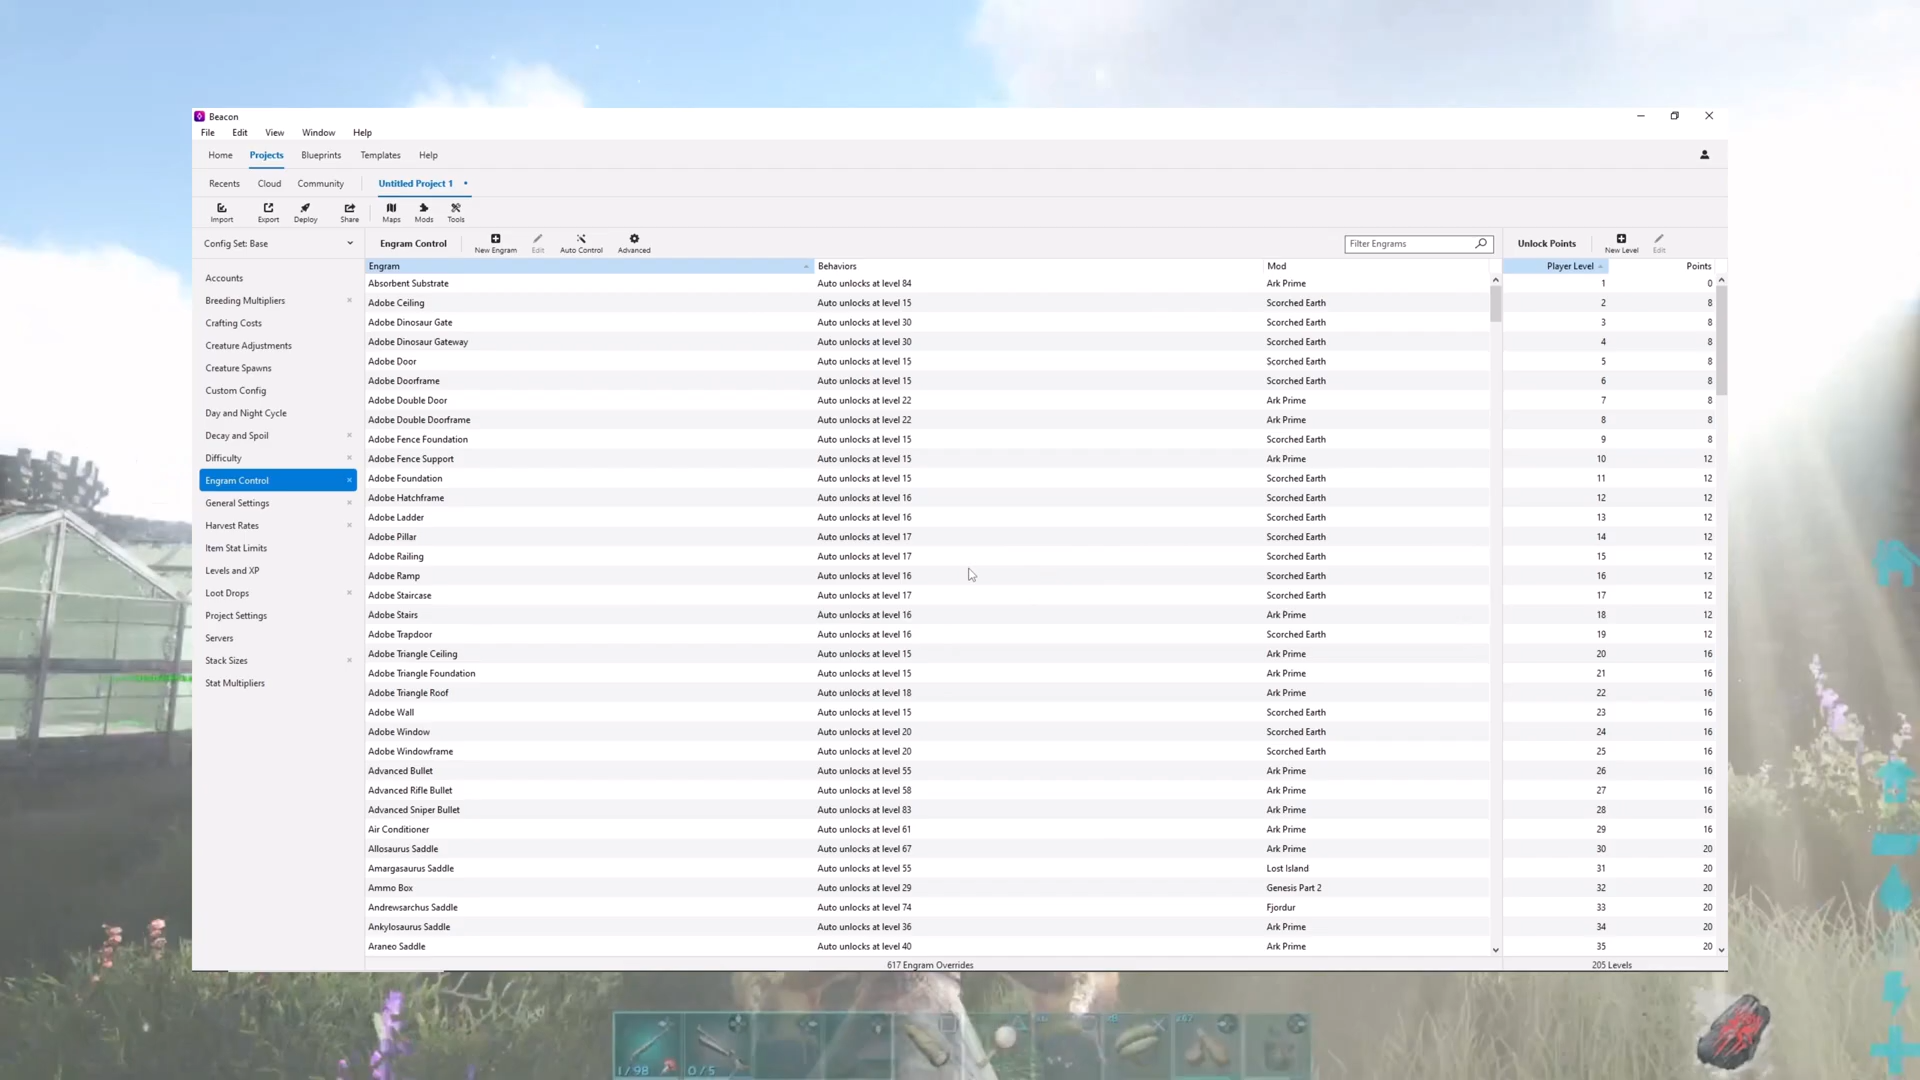 Beacon
File Edit View Window Help
Home Projects Blueprints Templates Help
Recents Cloud Community Untitled Project 1 •
Import Export Deploy Share Maps Mods Tools
Config Set: Base Engram Control New Engram Edit Auto Control Advanced Filter Engrams Unlock Points New Level Edit
Accounts
Breeding Multipliers
Crafting Costs
Creature Adjustments
Creature Spawns
Custom Config
Day and Night Cycle
Decay and Spoil
Difficulty
Engram Control
General Settings
Harvest Rates
Item Stat Limits
Levels and XP
Loot Drops
Project Settings
Servers
Stack Sizes
Stat Multipliers
Engram Behaviors Mod
Absorbent Substrate Auto unlocks at level 84 Ark Prime
Adobe Ceiling Auto unlocks at level 15 Scorched Earth
Adobe Dinosaur Gate Auto unlocks at level 30 Scorched Earth
Adobe Dinosaur Gateway Auto unlocks at level 30 Scorched Earth
Adobe Door Auto unlocks at level 15 Scorched Earth
Adobe Doorframe Auto unlocks at level 15 Scorched Earth
Adobe Double Door Auto unlocks at level 22 Ark Prime
Adobe Double Doorframe Auto unlocks at level 22 Ark Prime
Adobe Fence Foundation Auto unlocks at level 15 Scorched Earth
Adobe Fence Support Auto unlocks at level 15 Ark Prime
Adobe Foundation Auto unlocks at level 15 Scorched Earth
Adobe Hatchframe Auto unlocks at level 16 Scorched Earth
Adobe Ladder Auto unlocks at level 16 Scorched Earth
Adobe Pillar Auto unlocks at level 17 Scorched Earth
Adobe Railing Auto unlocks at level 17 Scorched Earth
Adobe Ramp Auto unlocks at level 16 Scorched Earth
Adobe Staircase Auto unlocks at level 17 Scorched Earth
Adobe Stairs Auto unlocks at level 16 Ark Prime
Adobe Trapdoor Auto unlocks at level 16 Scorched Earth
Adobe Triangle Ceiling Auto unlocks at level 15 Ark Prime
Adobe Triangle Foundation Auto unlocks at level 15 Ark Prime
Adobe Triangle Roof Auto unlocks at level 18 Ark Prime
Adobe Wall Auto unlocks at level 15 Scorched Earth
Adobe Window Auto unlocks at level 20 Scorched Earth
Adobe Windowframe Auto unlocks at level 20 Scorched Earth
Advanced Bullet Auto unlocks at level 55 Ark Prime
Advanced Rifle Bullet Auto unlocks at level 58 Ark Prime
Advanced Sniper Bullet Auto unlocks at level 83 Ark Prime
Air Conditioner Auto unlocks at level 61 Ark Prime
Allosaurus Saddle Auto unlocks at level 67 Ark Prime
Amargasaurus Saddle Auto unlocks at level 55 Lost Island
Ammo Box Auto unlocks at level 29 Genesis Part 2
Andrewsarchus Saddle Auto unlocks at level 74 Fjordur
Ankylosaurus Saddle Auto unlocks at level 36 Ark Prime
Araneo Saddle Auto unlocks at level 40 Ark Prime
617 Engram Overrides
Player Level Points
1 0
2 8
3 8
4 8
5 8
6 8
7 8
8 8
9 8
10 12
11 12
12 12
13 12
14 12
15 12
16 12
17 12
18 12
19 12
20 16
21 16
22 16
23 16
24 16
25 16
26 16
27 16
28 16
29 16
30 20
31 20
32 20
33 20
34 20
35 20
205 Levels
1/98 0/5